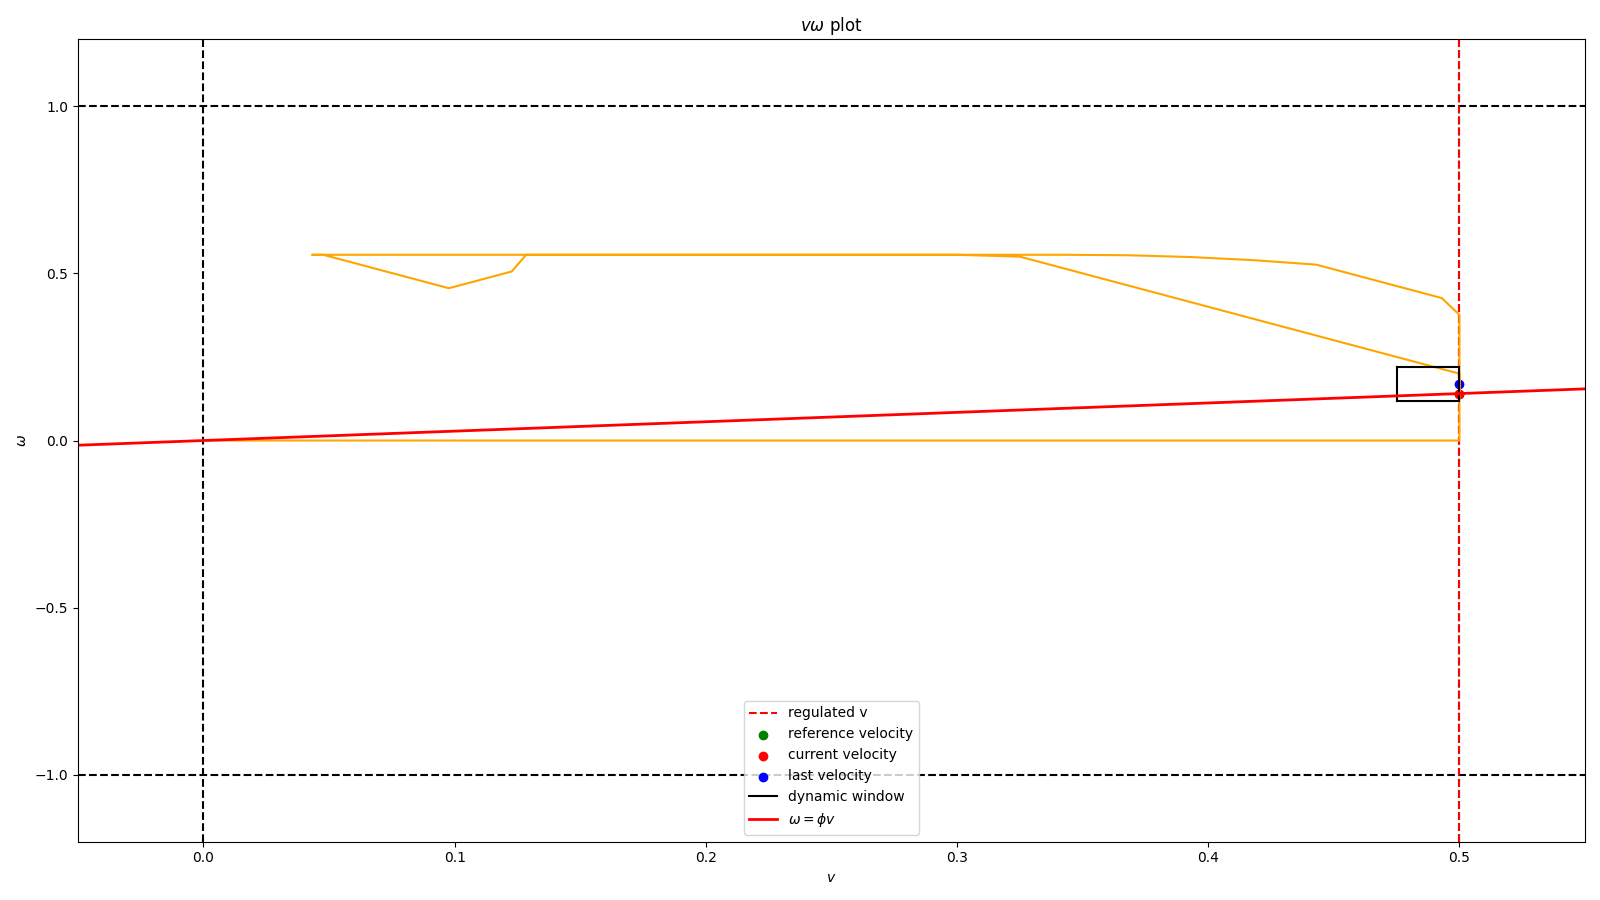 vω plot
1.0
0.5
0.0
−0.5
−1.0
ω
0.0 0.1 0.2 0.3 0.4 0.5
v
regulated v
reference velocity
current velocity
last velocity
dynamic window
ω = ϕv